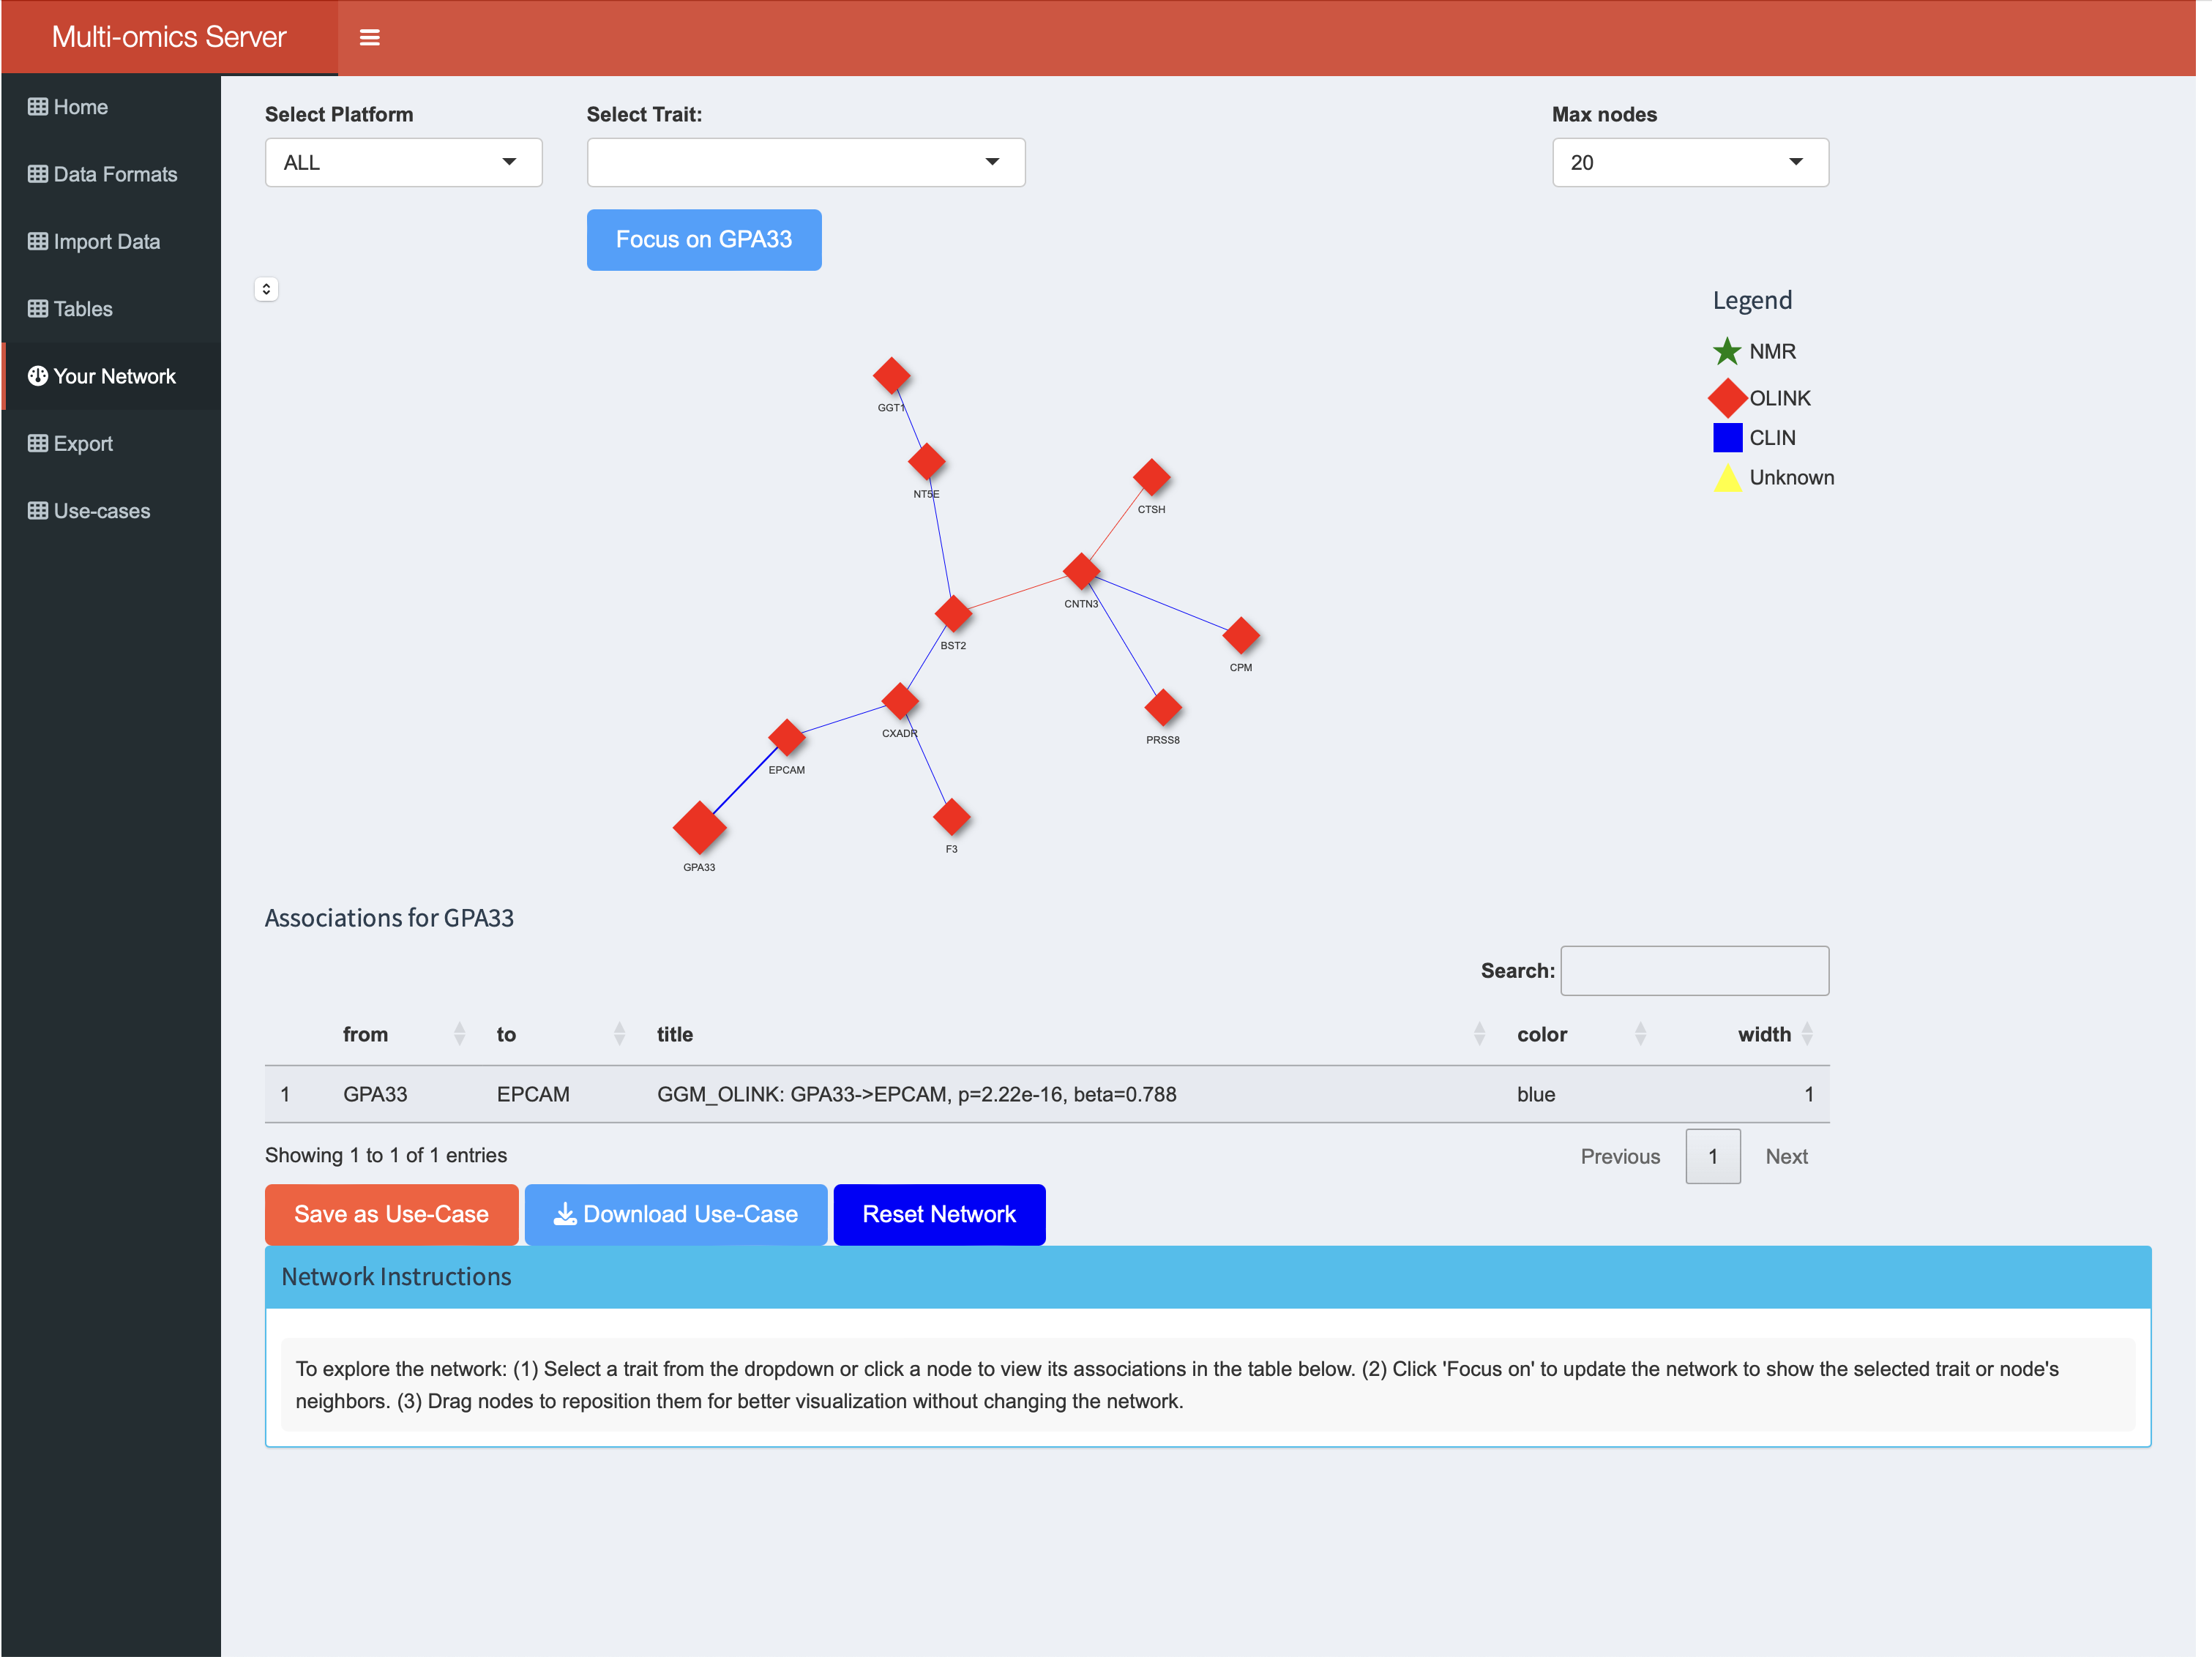 Multi-omics Server
Home
Data Formats
Import Data
Tables
Your Network
Export
Use-cases
Select Platform
Select Trait:
Max nodes
ALL
20
Focus on GPA33
Legend
NMR
OLINK
CLIN
Unknown
GGT1
NT5E
CTSH
CNTN3
BST2
CPM
CXADR
PRSS8
EPCAM
F3
GPA33
Associations for GPA33
Search:
from to title color width
1 GPA33 EPCAM GGM_OLINK: GPA33->EPCAM, p=2.22e-16, beta=0.788 blue 1
Showing 1 to 1 of 1 entries
Previous 1 Next
Save as Use-Case
Download Use-Case
Reset Network
Network Instructions
To explore the network: (1) Select a trait from the dropdown or click a node to view its associations in the table below. (2) Click 'Focus on' to update the network to show the selected trait or node's
neighbors. (3) Drag nodes to reposition them for better visualization without changing the network.